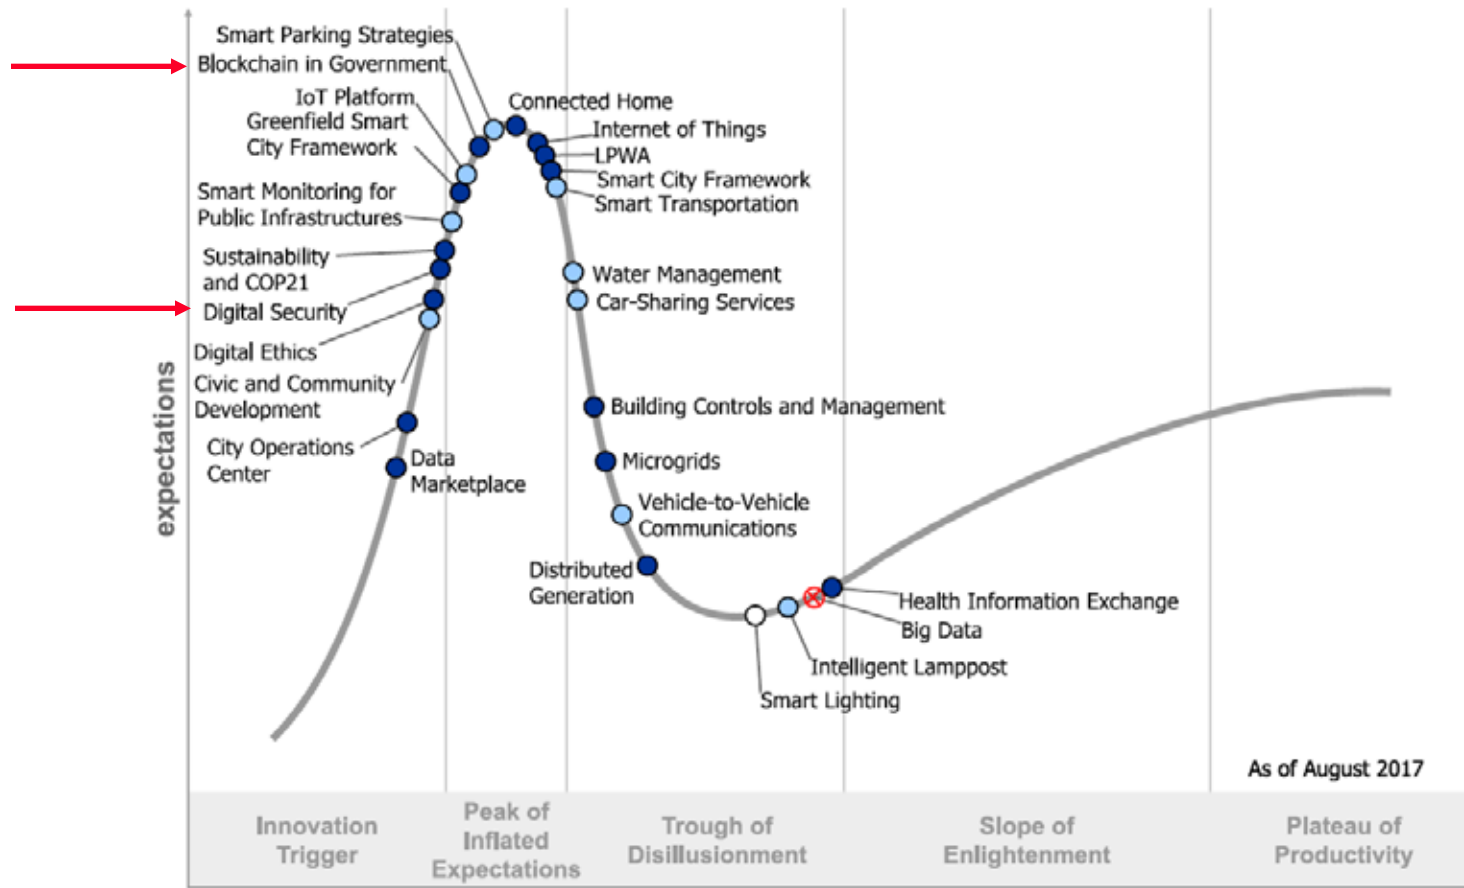 Smart Parking Strategies
Blockchain in Government
IoT Platform
Greenfield Smart
City Framework
Smart Monitoring for
Public Infrastructures
Sustainability
and COP21
Digital Security
Digital Ethics
Civic and Community
Development
City Operations
Center
Data
Marketplace
Connected Home
Internet of Things
LPWA
Smart City Framework
Smart Transportation
Water Management
Car-Sharing Services
Building Controls and Management
Microgrids
Vehicle-to-Vehicle
Communications
Distributed
Generation
Health Information Exchange
Big Data
Intelligent Lamppost
Smart Lighting
expectations
As of August 2017
Innovation
Trigger
Peak of
Inflated
Expectations
Trough of
Disillusionment
Slope of
Enlightenment
Plateau of
Productivity